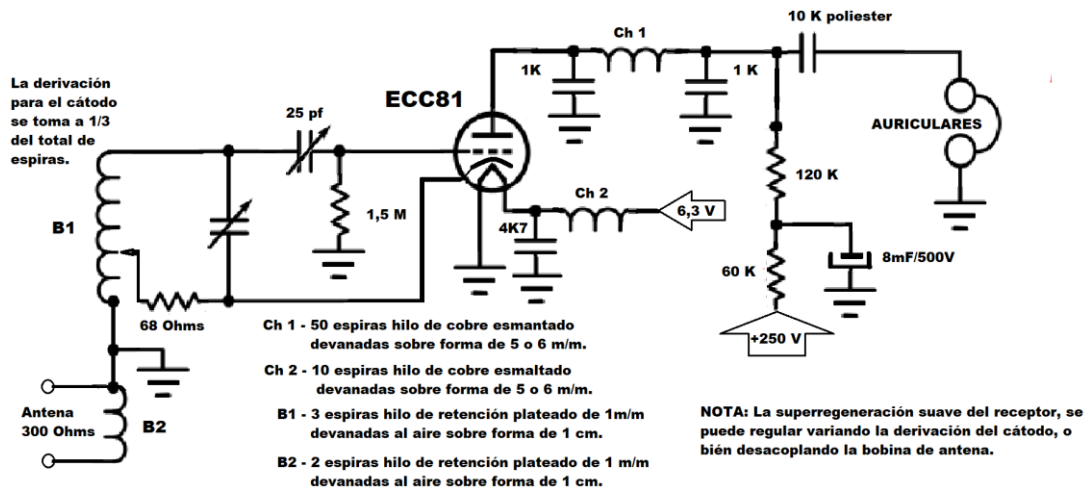 10 K poliester
Ch 1
1K
1 K
La derivación
para el cátodo
se toma a 1/3
del total de
espiras.
25 pf
ECC81
AURICULARES
120 K
B1
1,5 M
Ch 2
6,3 V
4K7
68 Ohms
60 K
8mF/500V
+250 V
Antena
300 Ohms
B2
Ch 1 - 50 espiras hilo de cobre esmantado
devanadas sobre forma de 5 o 6 m/m.
Ch 2 - 10 espiras hilo de cobre esmaltado
devanadas sobre forma de 5 o 6 m/m.
B1 - 3 espiras hilo de retención plateado de 1m/m
devanadas al aire sobre forma de 1 cm.
B2 - 2 espiras hilo de retención plateado de 1 m/m
devanadas al aire sobre forma de 1 cm.
NOTA: La superregeneración suave del receptor, se
puede regular variando la derivación del cátodo, o
bién desacoplando la bobina de antena.